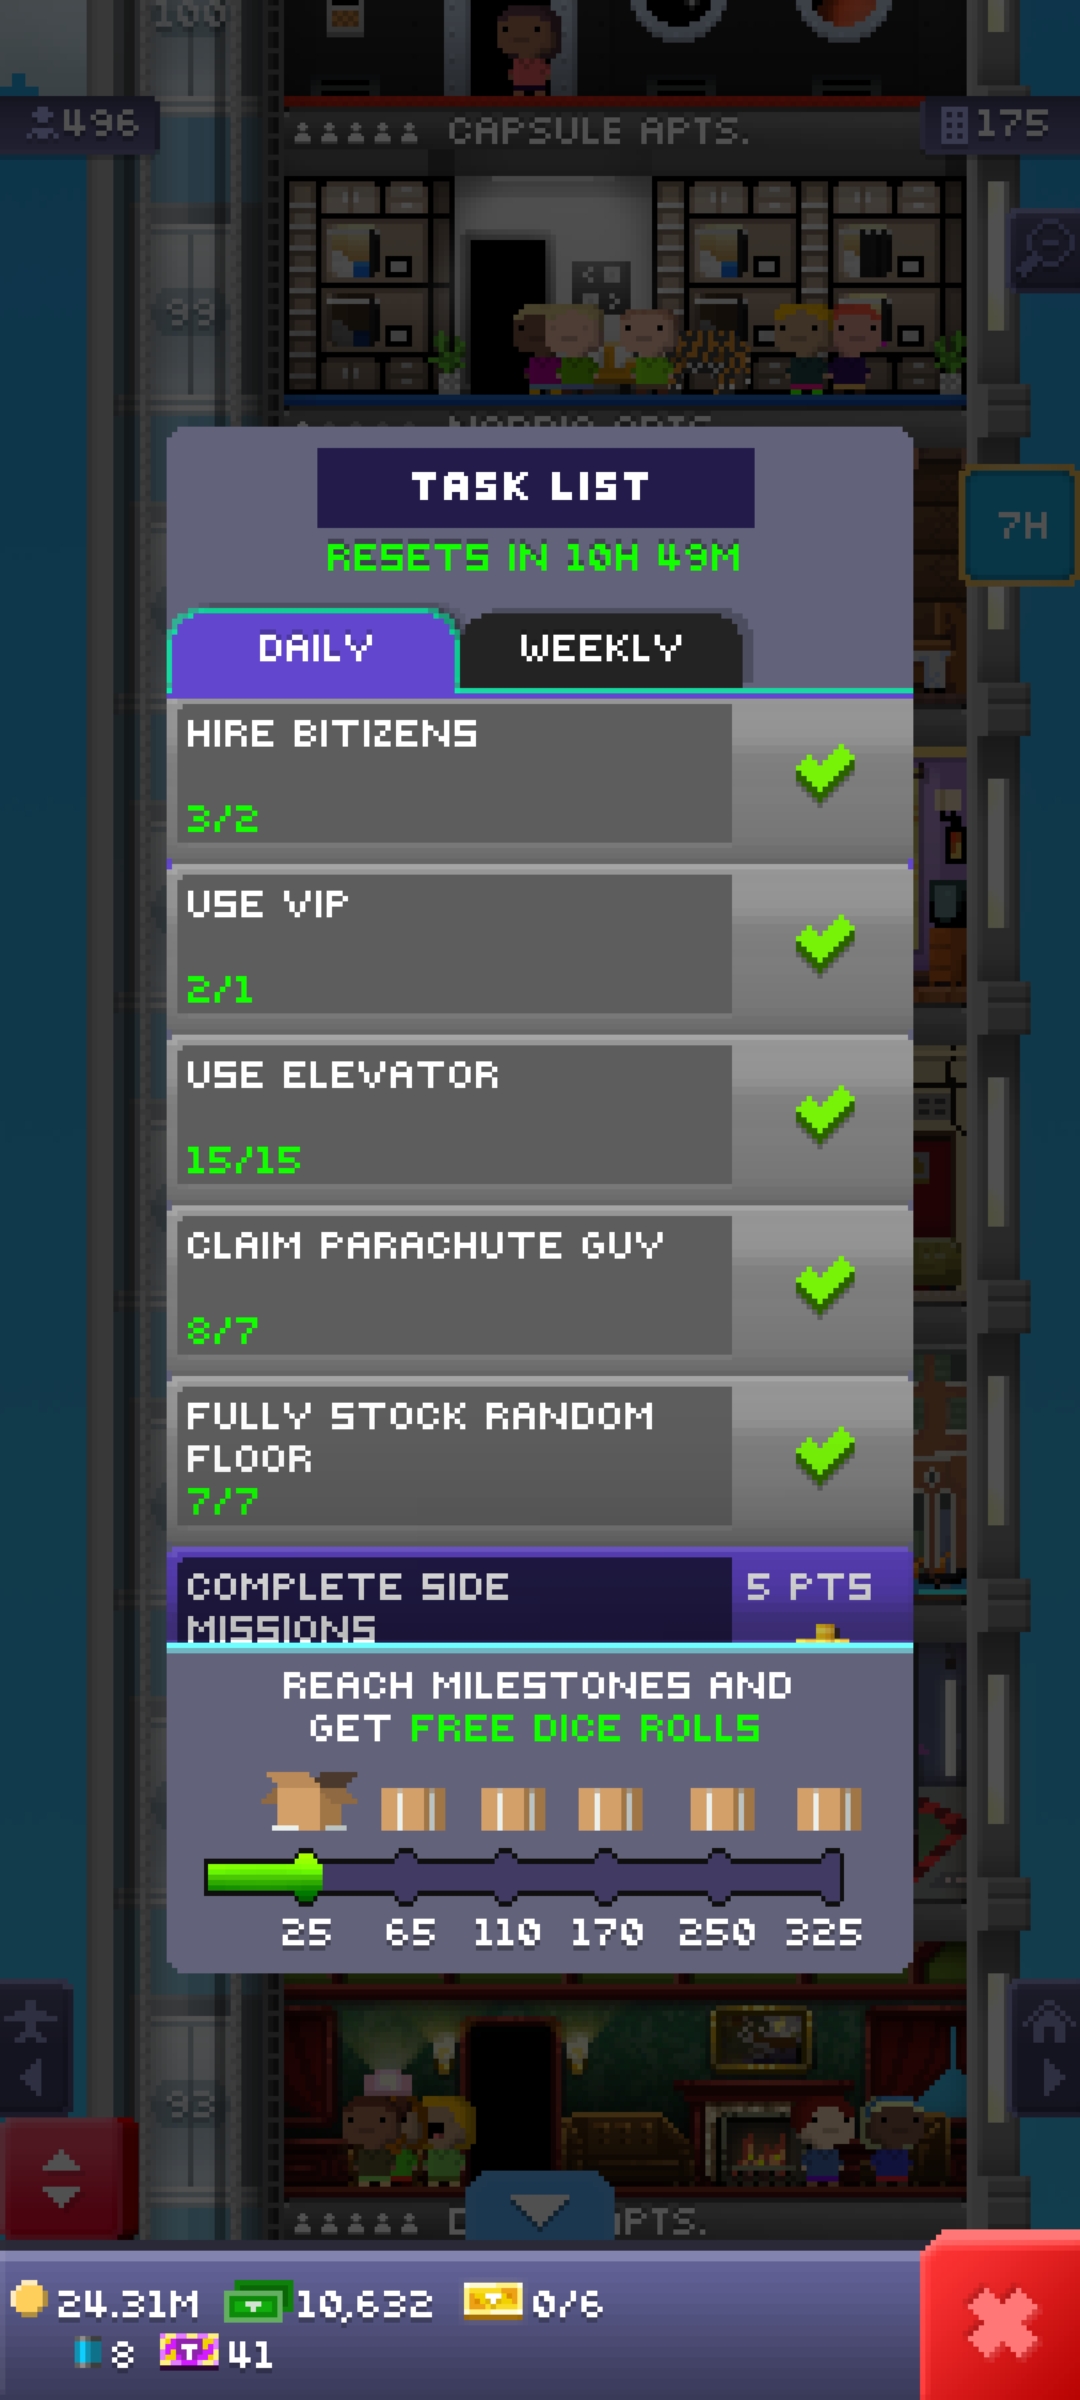 100
496
CAPSULE APTS.
175
99
7H
TASK LIST
RESETS IN 10H 49M
DAILY
WEEKLY
HIRE BITIZENS
3/2
USE VIP
2/1
USE ELEVATOR
15/15
CLAIM PARACHUTE GUY
8/7
FULLY STOCK RANDOM
FLOOR
7/7
COMPLETE SIDE
MISSIONS
5 PTS
REACH MILESTONES AND
GET FREE DICE ROLLS
25 65 110 170 250 325
93
24.31M 10,632 0/6
8 T 41